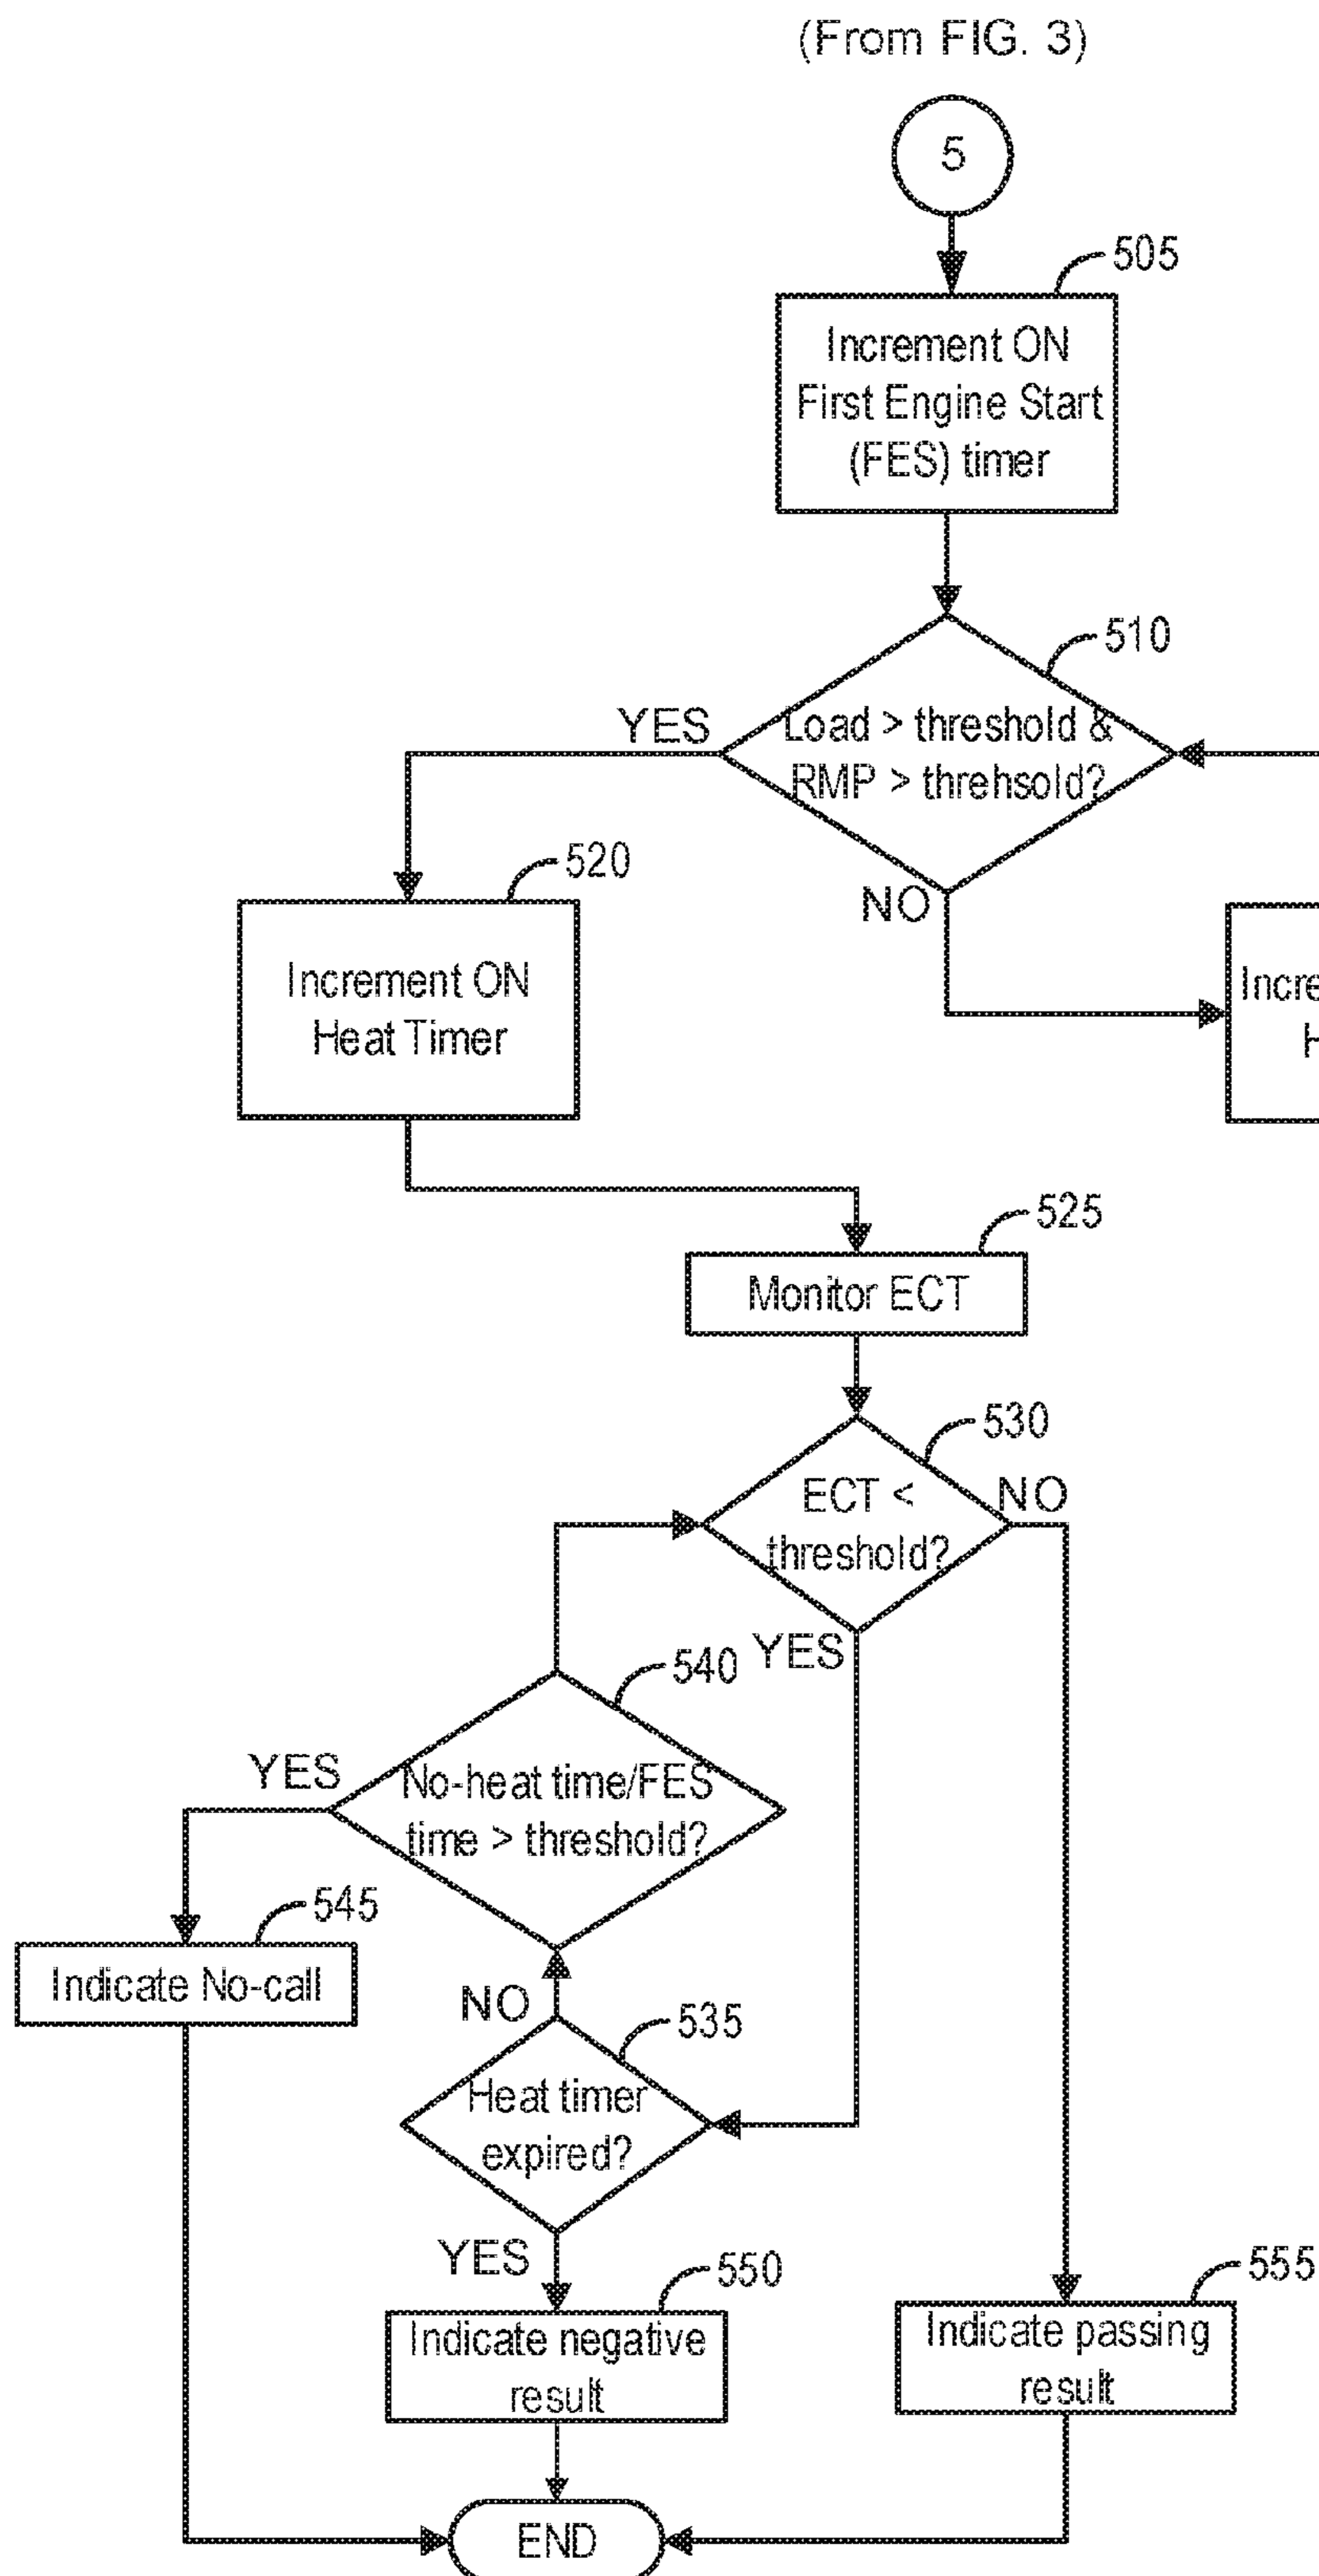 (From FIG. 3)
5
505
Increment ON
First Engine Start
(FES) timer
510
YES
Load > threshold &
RMP > threhsold?
NO
520
Increment ON
Heat Timer
525
Monitor ECT
530
ECT <
threshold?
NO
YES
540
YES
No-heat time/FES
time > threshold?
545
Indicate No-call
NO
535
Heat timer
expired?
YES
550
Indicate negative
result
555
Indicate passing
result
END